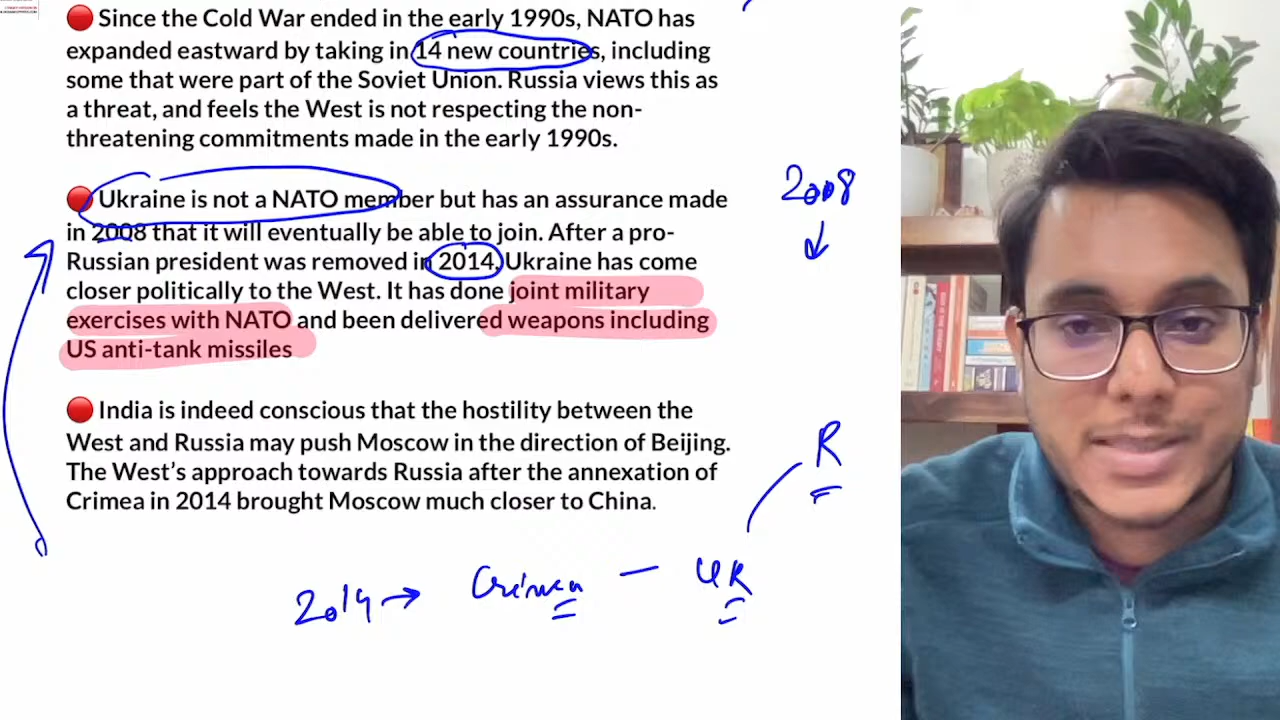 Since the Cold War ended in the early 1990s, NATO has
expanded eastward by taking in 14 new countries, including
some that were part of the Soviet Union. Russia views this as
a threat, and feels the West is not respecting the non-
threatening commitments made in the early 1990s.
Ukraine is not a NATO member but has an assurance made
in 2008 that it will eventually be able to join. After a pro-
Russian president was removed in 2014, Ukraine has come
closer politically to the West. It has done joint military
exercises with NATO and been delivered weapons including
US anti-tank missiles
India is indeed conscious that the hostility between the
West and Russia may push Moscow in the direction of Beijing.
The West's approach towards Russia after the annexation of
Crimea in 2014 brought Moscow much closer to China.
2008
R
2014 → Crimea — UR